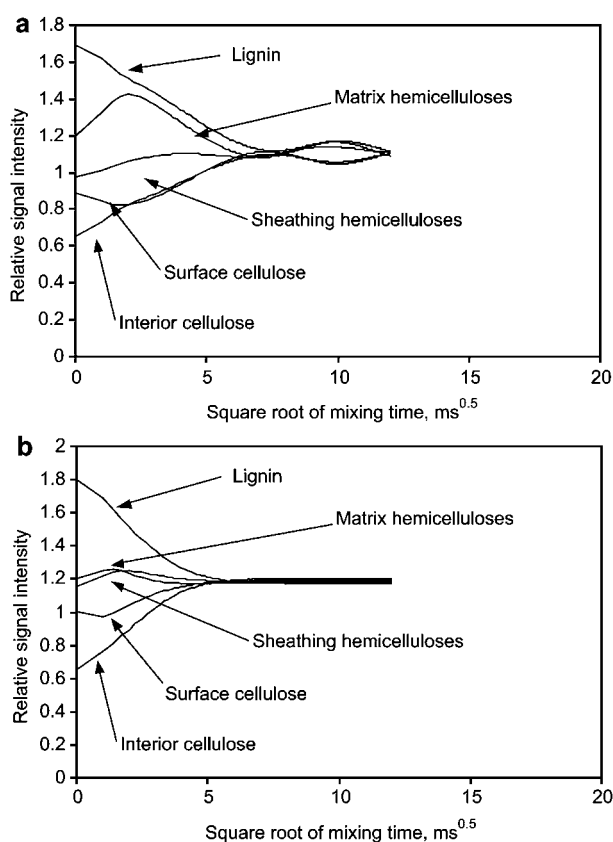 a
1.8
1.6
1.4
1.2
1
0.8
0.6
0.4
0.2
0
Relative signal intensity
Lignin
Matrix hemicelluloses
Sheathing hemicelluloses
Surface cellulose
Interior cellulose
0 5 10 15 20
Square root of mixing time, ms^0.5
b
2
1.8
1.6
1.4
1.2
1
0.8
0.6
0.4
0.2
0
Relative signal intensity
Lignin
Matrix hemicelluloses
Sheathing hemicelluloses
Surface cellulose
Interior cellulose
0 5 10 15 20
Square root of mixing time, ms^0.5